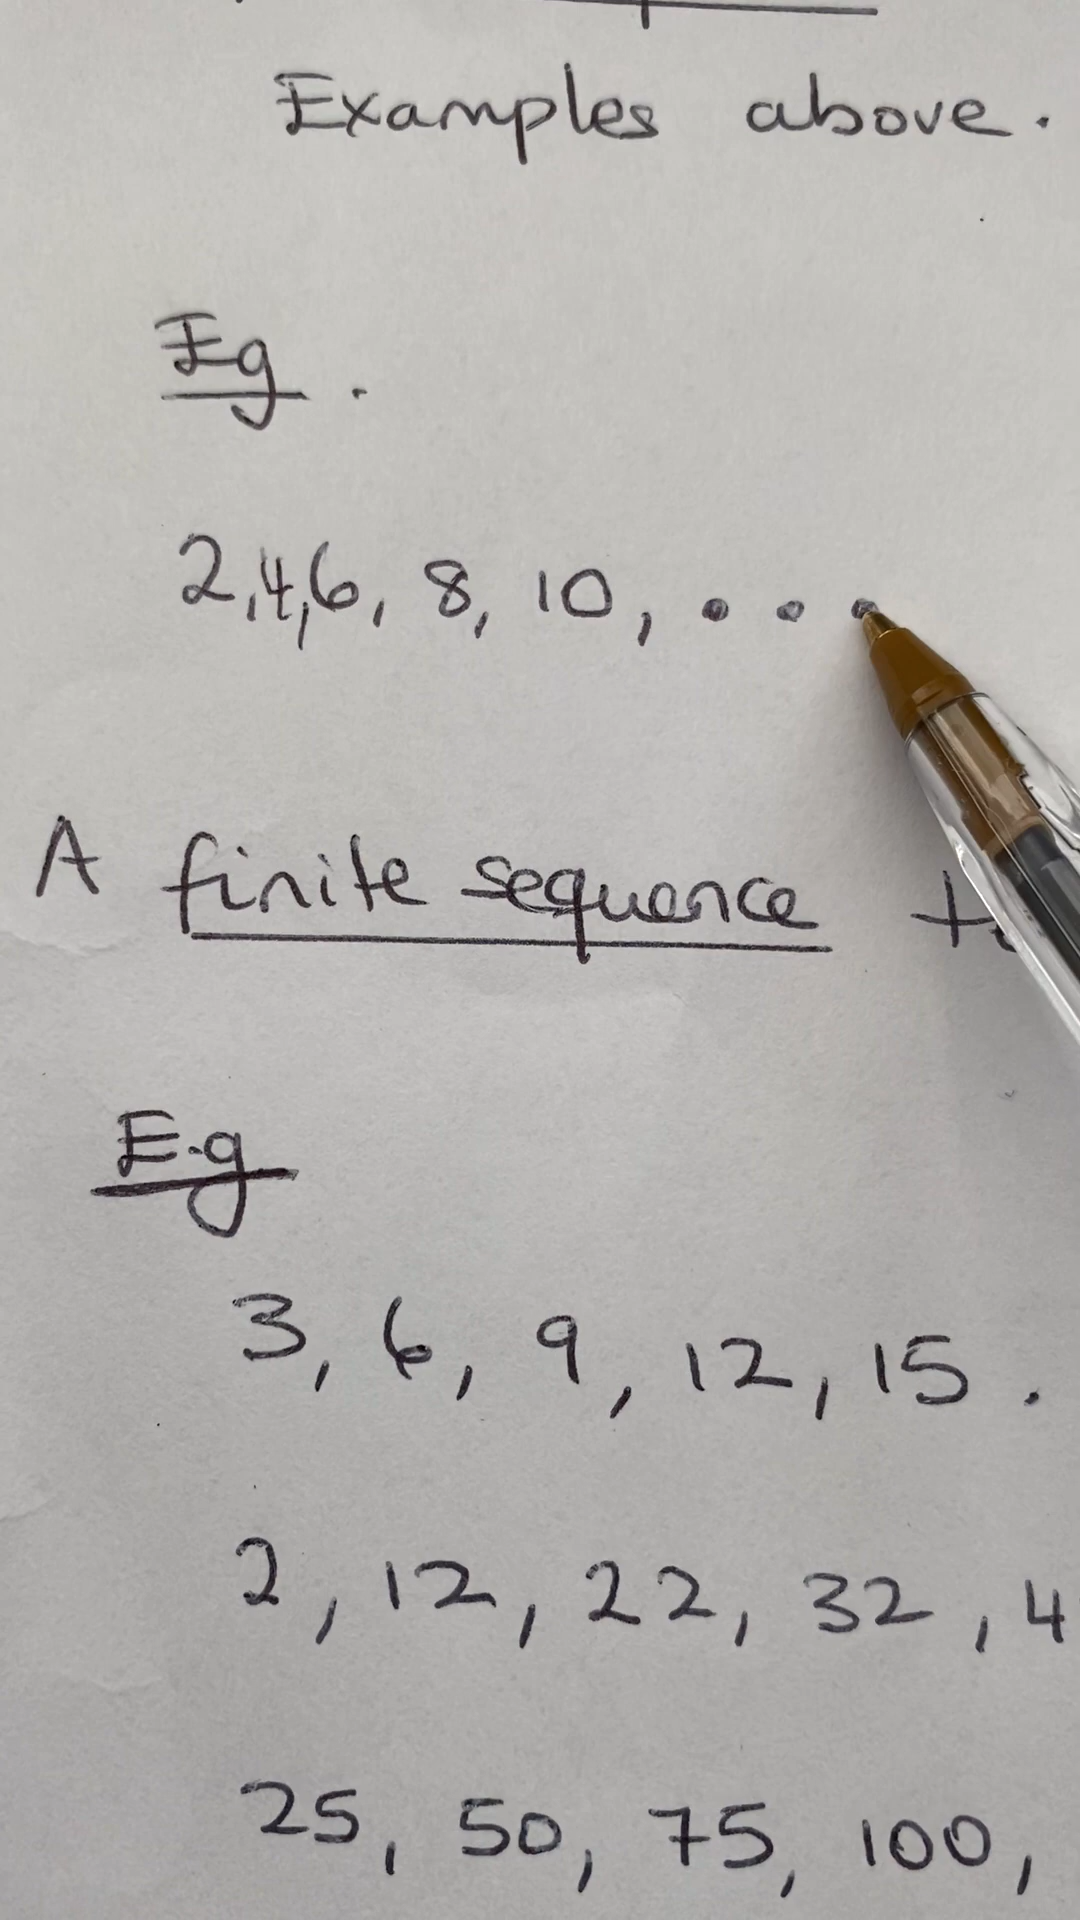 Examples above.
Eg.
2,4,6, 8, 10, . . .
A finite sequence
E.g
3, 6, 9, 12, 15.
2, 12, 22, 32, 4
25, 50, 75, 100,